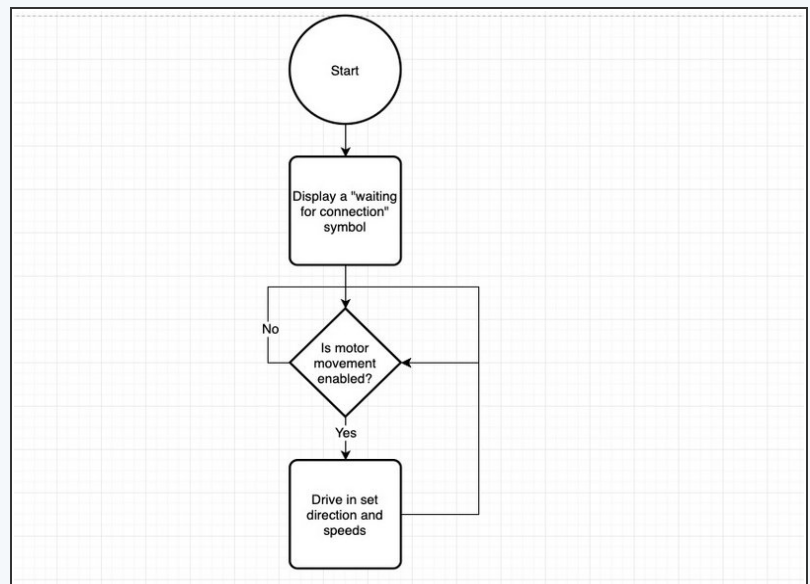 Start
Display a "waiting
for connection"
symbol
No
Is motor
movement
enabled?
Yes
Drive in set
direction and
speeds